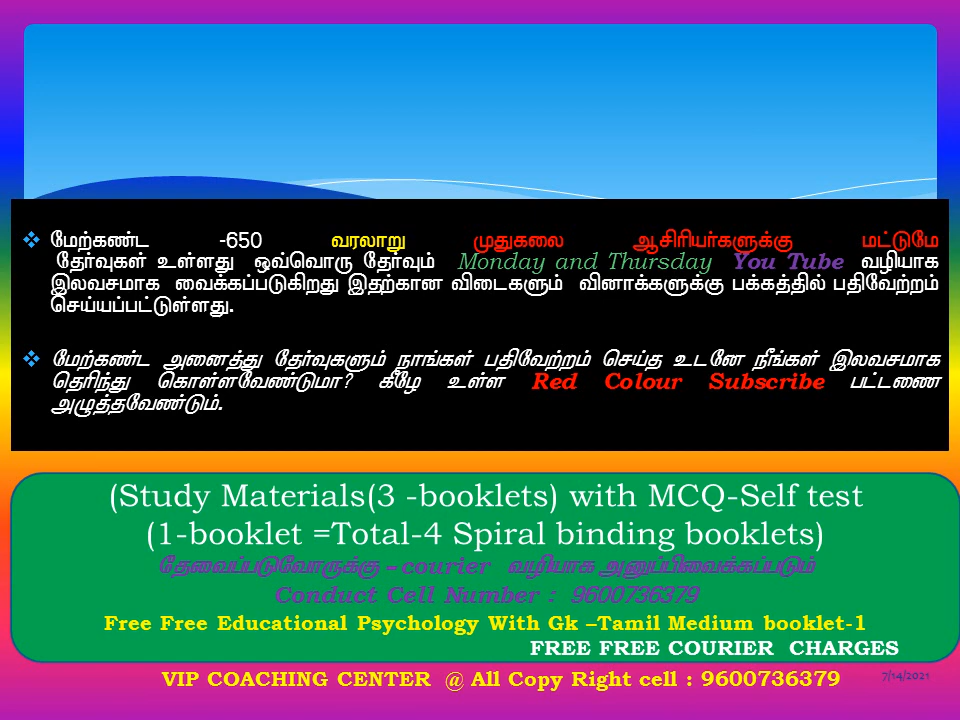 ❖ மேற்கண்ட -650 வரலாறு முதுகலை ஆசிரியர்களுக்கு மட்டுமே
தேர்வுகள் உள்ளது ஒவ்வொரு தேர்வும் Monday and Thursday You Tube வழியாக
இலவசமாக வைக்கப்படுகிறது இதற்கான விடைகளும் வினாக்களுக்கு பக்கத்தில் பதிவேற்றம்
செய்யப்பட்டுள்ளது.
❖ மேற்கண்ட அனைத்து தேர்வுகளும் நாங்கள் பதிவேற்றம் செய்த உடனே நீங்கள் இலவசமாக
தெரிந்து கொள்ளவேண்டுமா? கீழே உள்ள Red Colour Subscribe பட்டணை
அழுத்தவேண்டும்.
(Study Materials(3 -booklets) with MCQ-Self test
(1-booklet =Total-4 Spiral binding booklets)
தேவைப்படுவோருக்கு – courier வழியாக அனுப்பிவைக்கப்படும்
Conduct Cell Number : 9600736379
Free Free Educational Psychology With Gk –Tamil Medium booklet-1
FREE FREE COURIER CHARGES
VIP COACHING CENTER @ All Copy Right cell : 9600736379
7/14/2021